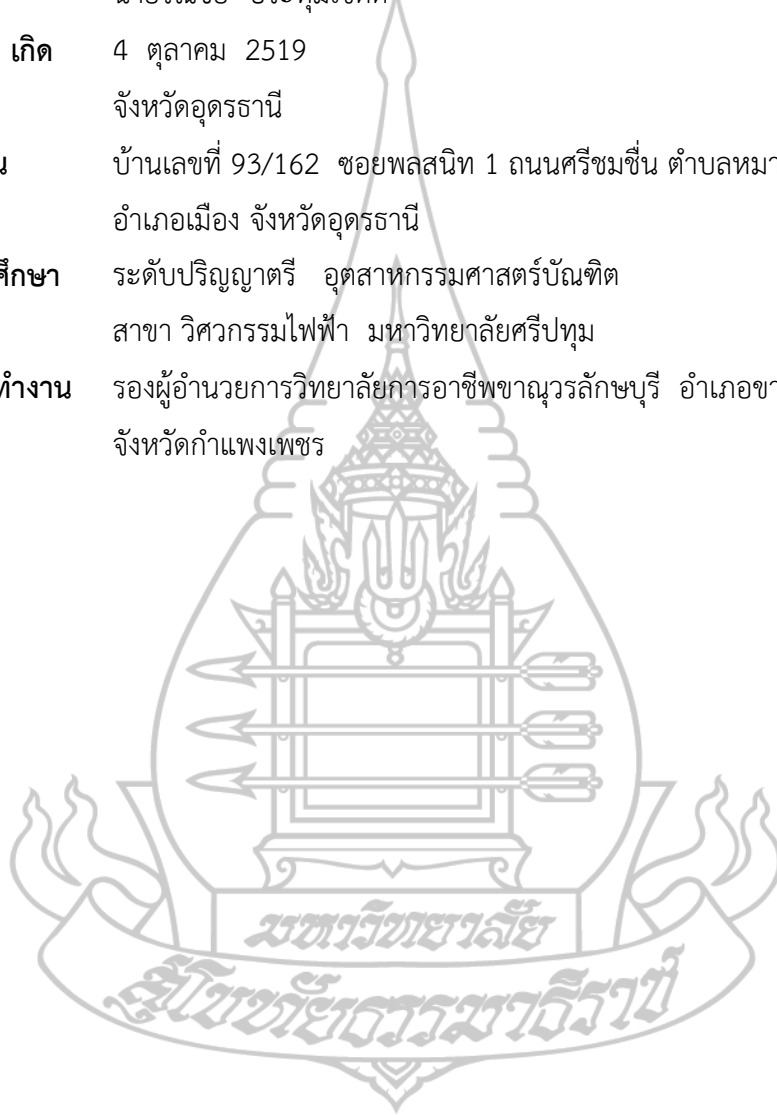 เกิด 4 ตุลาคม 2519
จังหวัดอุดรธานี
บ้านเลขที่ 93/162 ซอยพลสนิท 1 ถนนศรีชมชื่น ตำบลหมา
อำเภอเมือง จังหวัดอุดรธานี
ศึกษา ระดับปริญญาตรี อุตสาหกรรมศาสตร์บัณฑิต
สาขา วิศวกรรมไฟฟ้า มหาวิทยาลัยศรีปทุม
ทำงาน รองผู้อำนวยการวิทยาลัยการอาชีพขาณุวรลักษบุรี อำเภอขา
จังหวัดกำแพงเพชร
มหาวิทยาลัย
สุโขทัยธรรมาธิราช